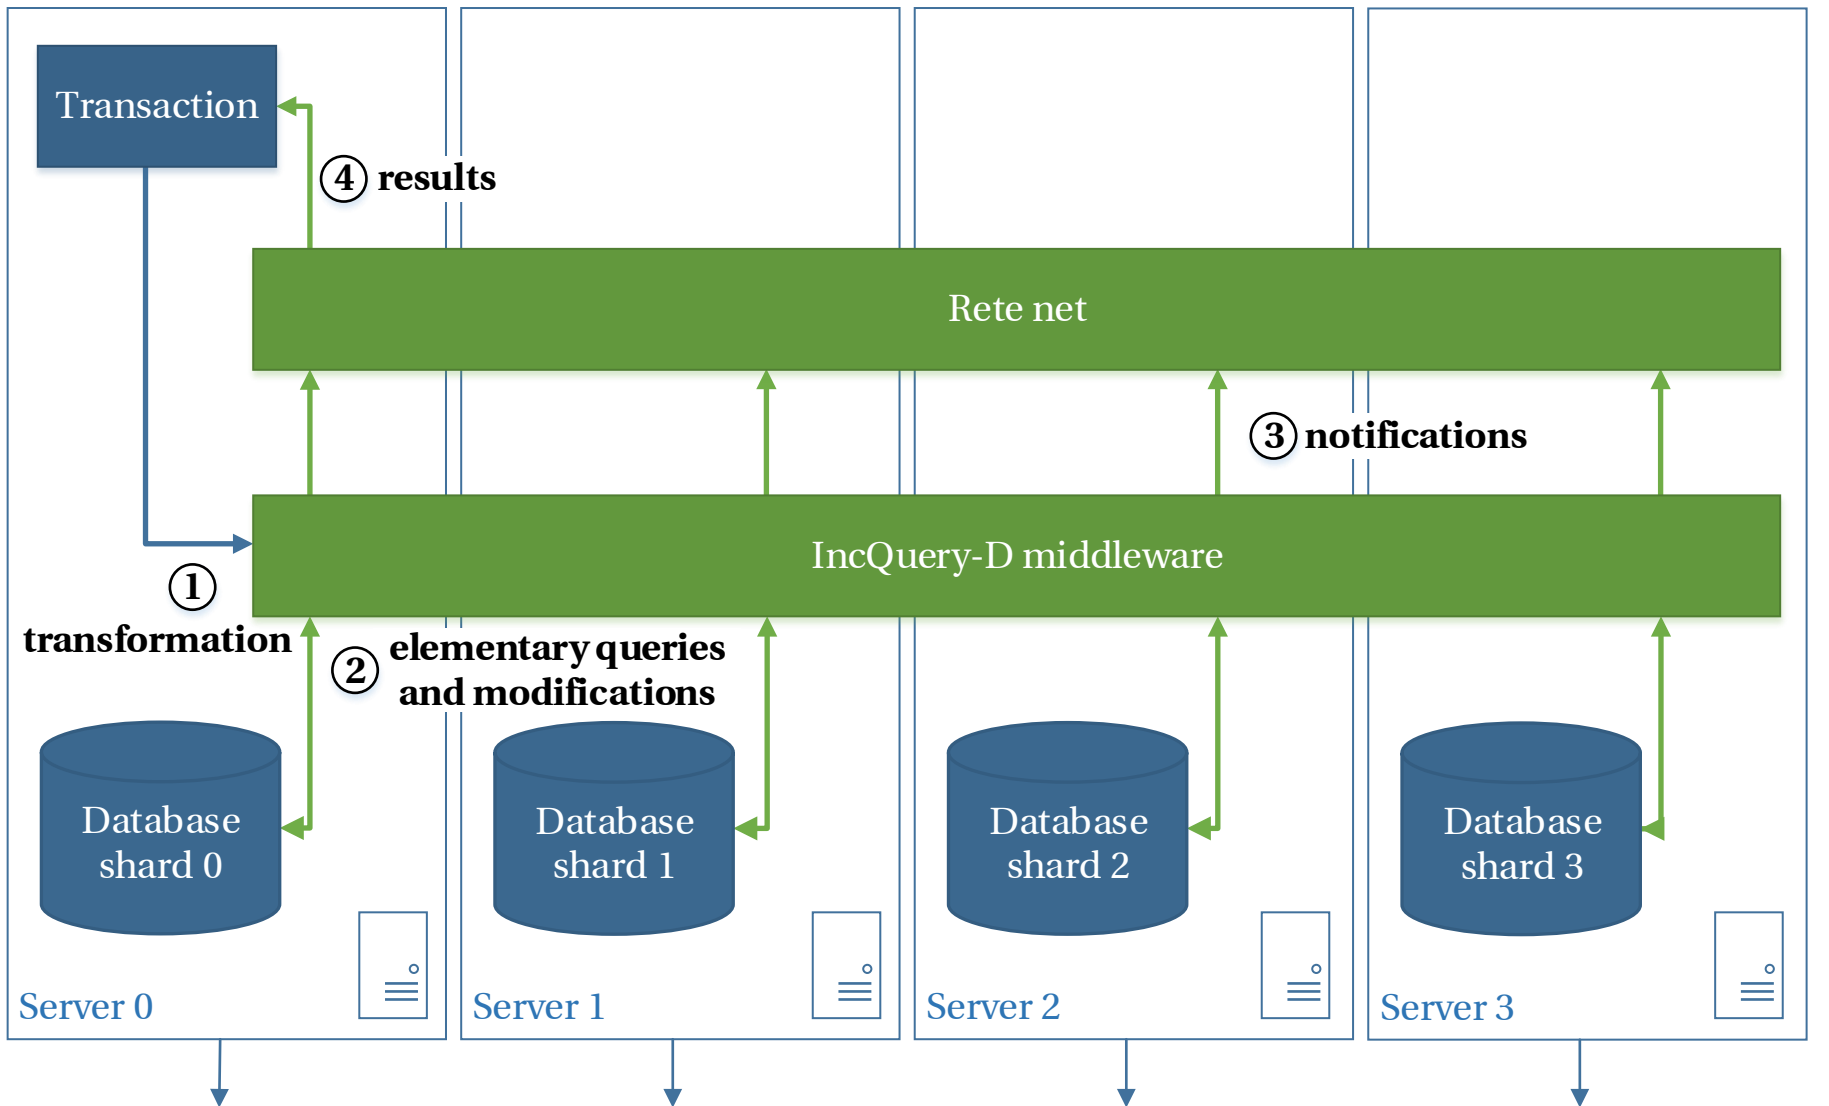 Transaction
④ results
Rete net
③ notifications
IncQuery-D middleware
①
transformation
② elementary queries
and modifications
Database
shard 0
Database
shard 1
Database
shard 2
Database
shard 3
Server 0
Server 1
Server 2
Server 3